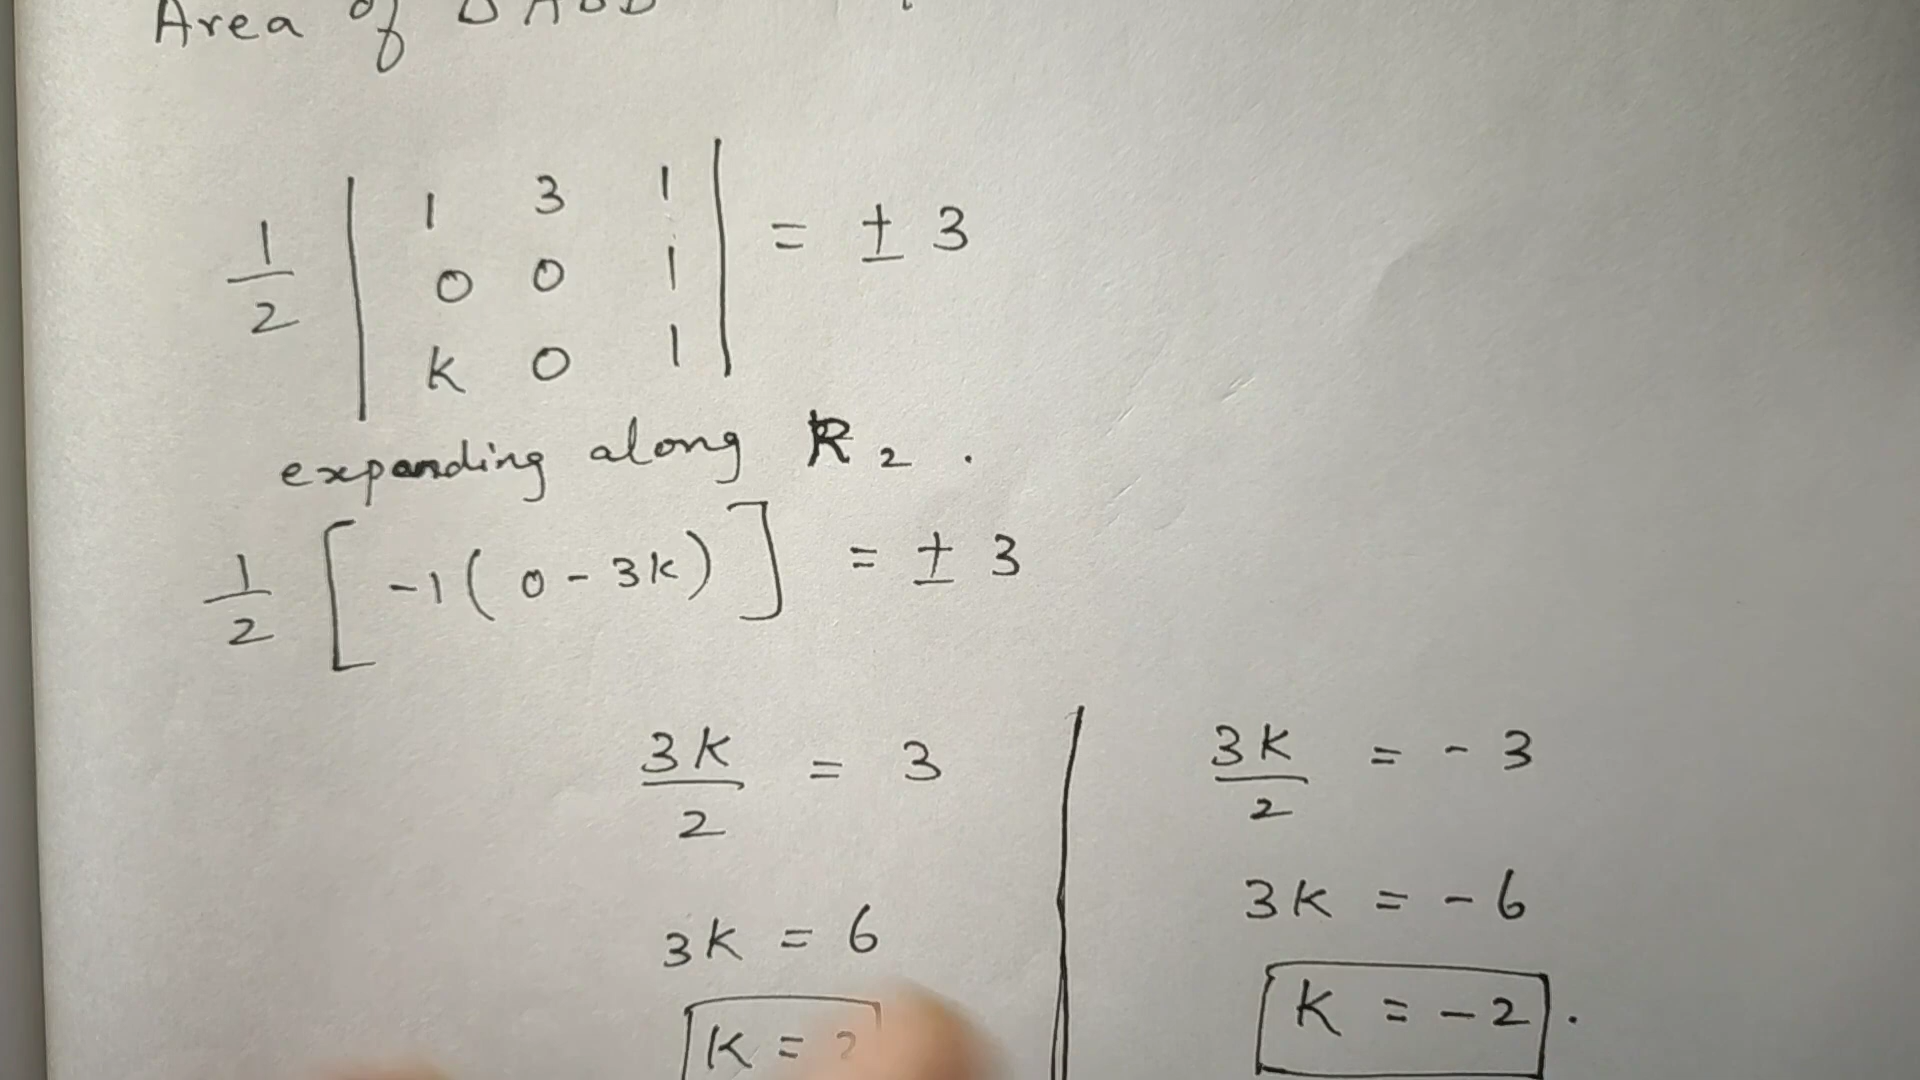 Area of Δ AOB
1/2 | 1 3 1 | = ± 3
| 0 0 1 |
| k 0 1 |
expanding along R₂.
1/2 [ -1 ( 0 - 3k ) ] = ± 3
3K/2 = 3
3K = 6
K =
3K/2 = - 3
3K = - 6
K = - 2 .